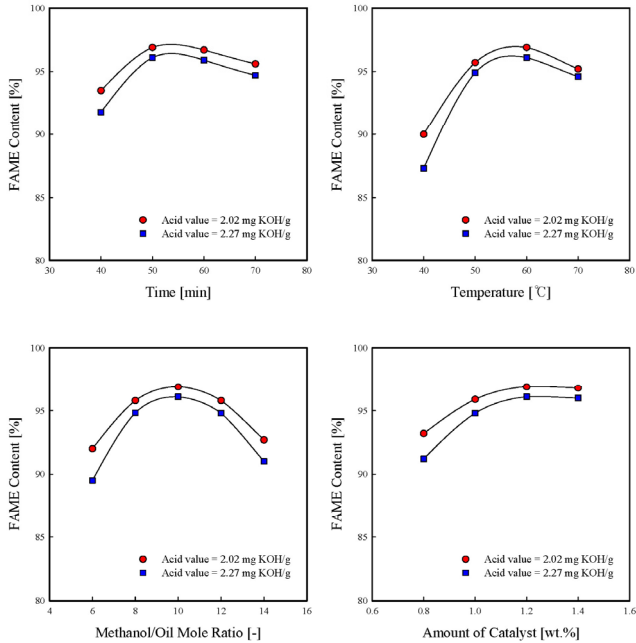 100
95
90
85
80
FAME Content [%]
Acid value = 2.02 mg KOH/g
Acid value = 2.27 mg KOH/g
30 40 50 60 70 80
Time [min]
100
95
90
85
80
FAME Content [%]
Acid value = 2.02 mg KOH/g
Acid value = 2.27 mg KOH/g
30 40 50 60 70 80
Temperature [℃]
100
95
90
85
80
FAME Content [%]
Acid value = 2.02 mg KOH/g
Acid value = 2.27 mg KOH/g
4 6 8 10 12 14 16
Methanol/Oil Mole Ratio [-]
100
95
90
85
80
FAME Content [%]
Acid value = 2.02 mg KOH/g
Acid value = 2.27 mg KOH/g
0.6 0.8 1.0 1.2 1.4 1.6
Amount of Catalyst [wt.%]